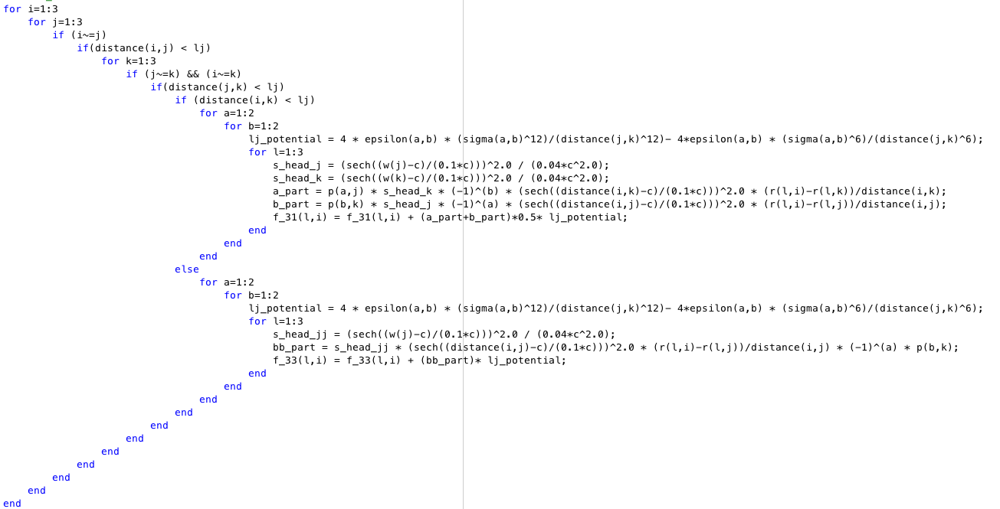 for i=1:3
    for j=1:3
        if (i~=j)
            if(distance(i,j) < lj)
                for k=1:3
                    if (j~=k) && (i~=k)
                        if(distance(j,k) < lj)
                            if (distance(i,k) < lj)
                                for a=1:2
                                    for b=1:2
                                        lj_potential = 4 * epsilon(a,b) * (sigma(a,b)^12)/(distance(j,k)^12)- 4*epsilon(a,b) * (sigma(a,b)^6)/(distance(j,k)^6);
                                        for l=1:3
                                            s_head_j = (sech((w(j)-c)/(0.1*c)))^2.0 / (0.04*c^2.0);
                                            s_head_k = (sech((w(k)-c)/(0.1*c)))^2.0 / (0.04*c^2.0);
                                            a_part = p(a,j) * s_head_k * (-1)^(b) * (sech((distance(i,k)-c)/(0.1*c)))^2.0 * (r(l,i)-r(l,k))/distance(i,k);
                                            b_part = p(b,k) * s_head_j * (-1)^(a) * (sech((distance(i,j)-c)/(0.1*c)))^2.0 * (r(l,i)-r(l,j))/distance(i,j);
                                            f_31(l,i) = f_31(l,i) + (a_part+b_part)*0.5* lj_potential;
                                        end
                                    end
                                end
                            else
                                for a=1:2
                                    for b=1:2
                                        lj_potential = 4 * epsilon(a,b) * (sigma(a,b)^12)/(distance(j,k)^12)- 4*epsilon(a,b) * (sigma(a,b)^6)/(distance(j,k)^6);
                                        for l=1:3
                                            s_head_jj = (sech((w(j)-c)/(0.1*c)))^2.0 / (0.04*c^2.0);
                                            bb_part = s_head_jj * (sech((distance(i,j)-c)/(0.1*c)))^2.0 * (r(l,i)-r(l,j))/distance(i,j) * (-1)^(a) * p(b,k);
                                            f_33(l,i) = f_33(l,i) + (bb_part)* lj_potential;
                                        end
                                    end
                                end
                            end
                        end
                    end
                end
            end
        end
    end
end